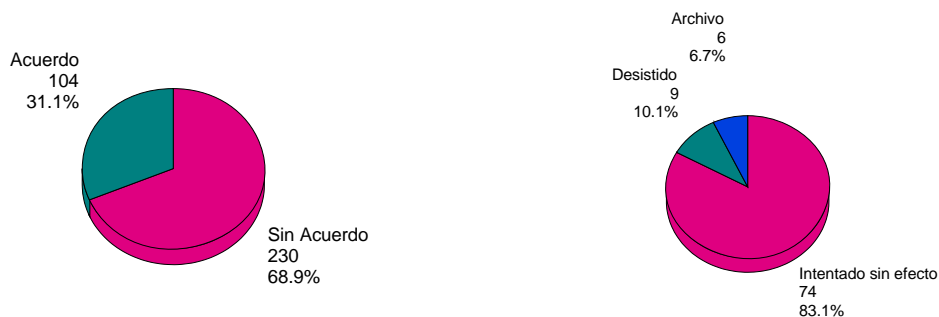 Acuerdo
104
31.1%
Sin Acuerdo
230
68.9%
Archivo
6
6.7%
Desistido
9
10.1%
Intentado sin efecto
74
83.1%